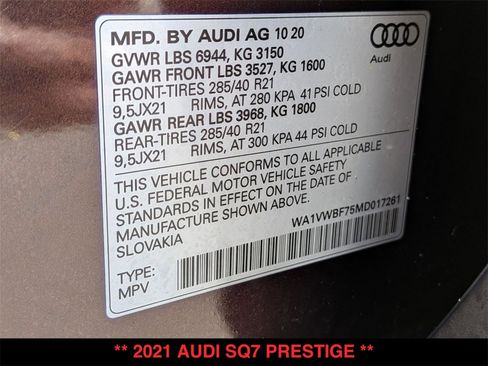 MFD. BY AUDI AG 10 20
GVWR LBS 6944, KG 3150
GAWR FRONT LBS 3527, KG 1600
FRONT-TIRES 285/40 R21
9,5JX21 RIMS, AT 280 KPA 41 PSI COLD
GAWR REAR LBS 3968, KG 1800
REAR-TIRES 285/40 R21
9,5JX21 RIMS, AT 300 KPA 44 PSI COLD
Audi
THIS VEHICLE CONFORMS TO ALL APPLICABLE
U.S. FEDERAL MOTOR VEHICLE SAFETY
STANDARDS IN EFFECT ON THE DATE OF
MANUFACTURE SHOWN ABOVE.
SLOVAKIA
WA1VWBF75MD017261
TYPE:
MPV
** 2021 AUDI SQ7 PRESTIGE **